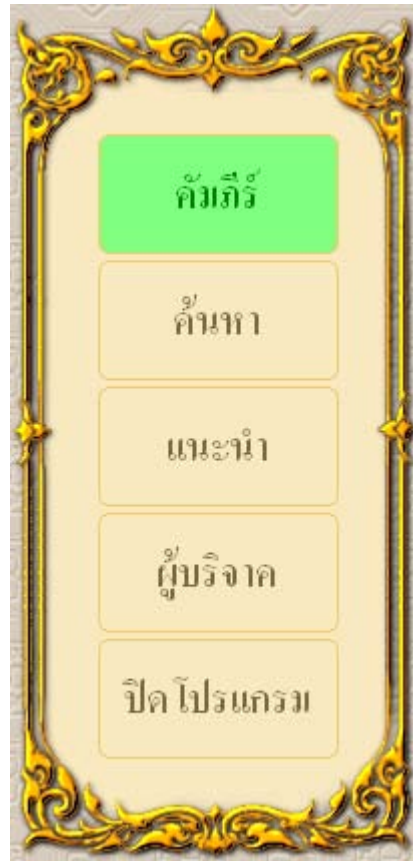 คัมภีร์
ค้นหา
แนะนำ
ผู้บริจาค
ปิดโปรแกรม